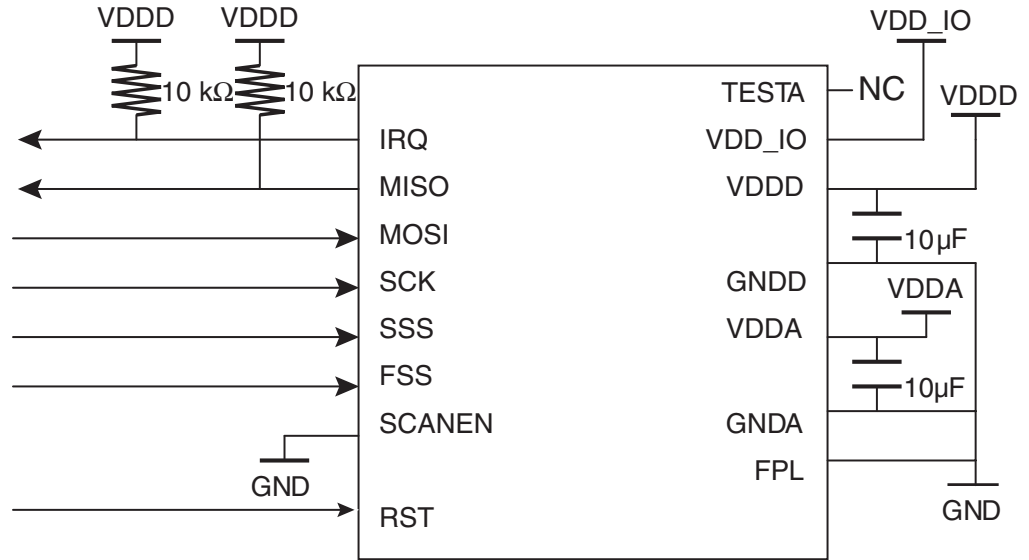 VDDD VDDD VDD_IO
10 kΩ 10 kΩ TESTA NC VDDD
IRQ VDD_IO
MISO VDDD
MOSI 10µF
SCK GNDD VDDA
SSS VDDA
FSS 10µF
SCANEN GNDA
GND FPL
RST GND